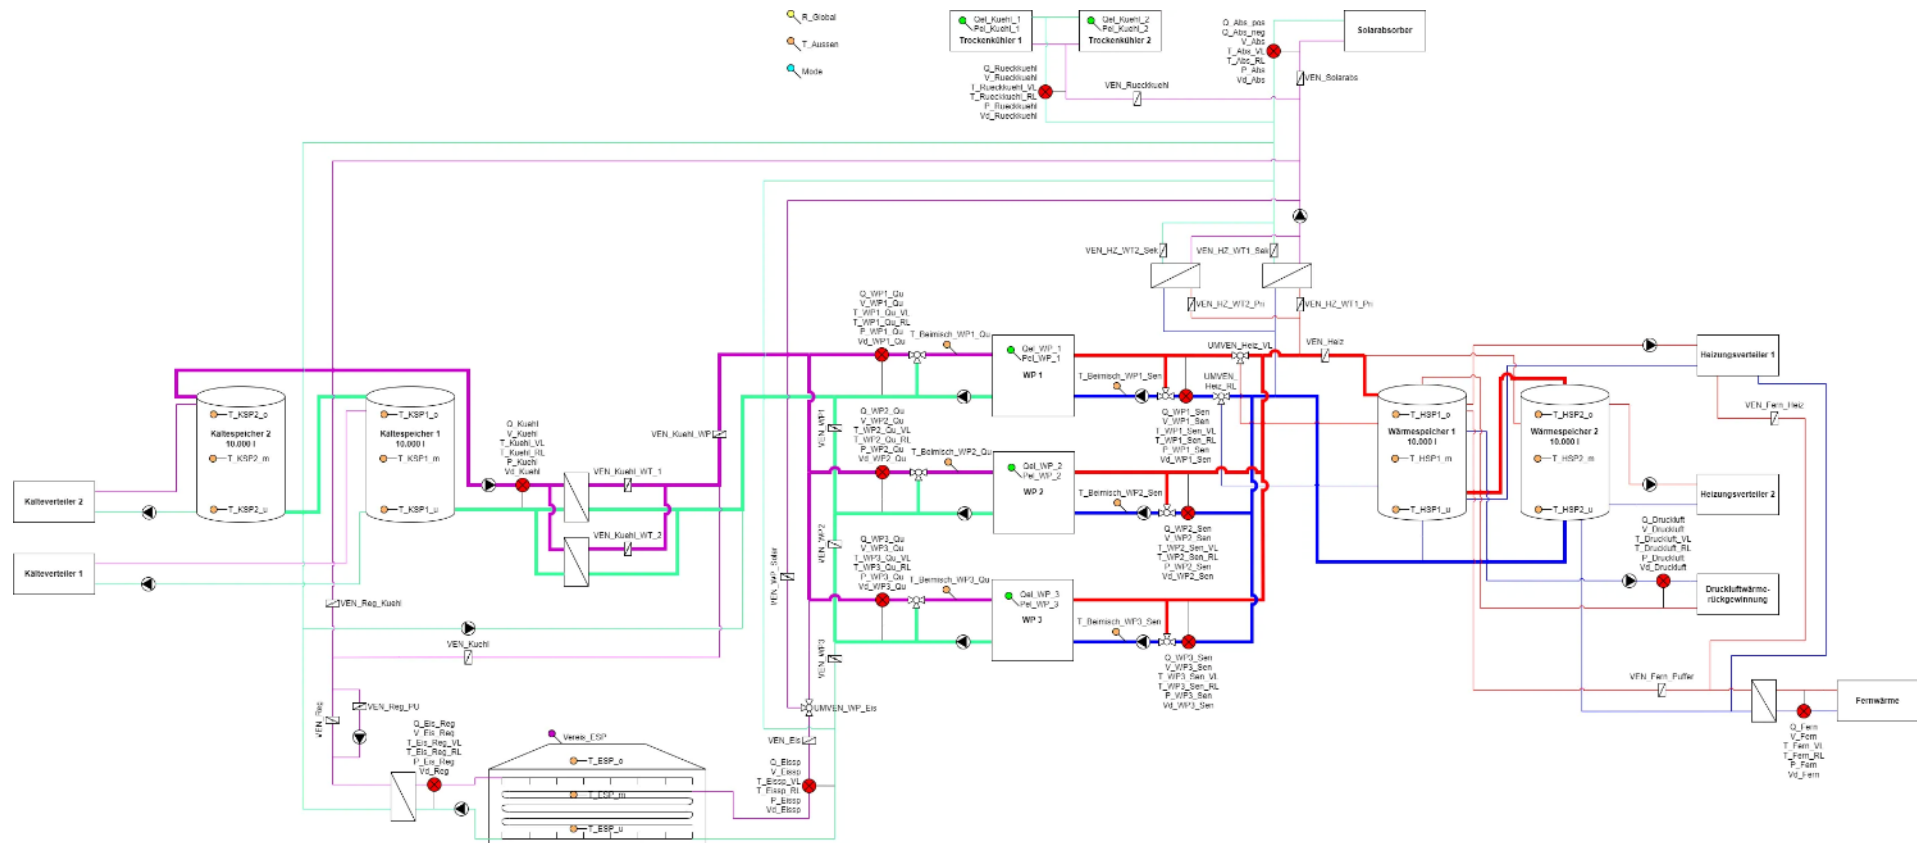 R_Global
T_Aussen
Mode
Qel_Kuehl_1
Pel_Kuehl_1
Trockenkühler 1
Qel_Kuehl_2
Pel_Kuehl_2
Trockenkühler 2
Q_Rueckkuehl
V_Rueckkuehl
T_Rueckkuehl_VL
T_Rueckkuehl_RL
P_Rueckkuehl
Vd_Rueckkuehl
VEN_Rueckkuehl
Q_Abs_pos
Q_Abs_neg
V_Abs
T_Abs_VL
T_Abs_RL
P_Abs
Vd_Abs
Solarabsorber
VEN_Solarabs
VEN_HZ_WT2_Sek
VEN_HZ_WT1_Sek
VEN_HZ_WT2_Pri
VEN_HZ_WT1_Pri
Q_WP1_Qu
V_WP1_Qu
T_WP1_Qu_VL
T_WP1_Qu_RL
P_WP1_Qu
Vd_WP1_Qu
T_Beimisch_WP1_Qu
Qel_WP_1
Pel_WP_1
WP 1
UMVEN_Heiz_VL
VEN_Heiz
T_Beimisch_WP1_Sen
UMVEN_
Heiz_RL
Q_WP1_Sen
V_WP1_Sen
T_WP1_Sen_VL
T_WP1_Sen_RL
P_WP1_Sen
Vd_WP1_Sen
Heizungsverteiler 1
VEN_Fern_Heiz
T_KSP2_o
Kältespeicher 2
10.000 l
T_KSP2_m
T_KSP2_u
T_KSP1_o
Kältespeicher 1
10.000 l
T_KSP1_m
T_KSP1_u
Q_Kuehl
V_Kuehl
T_Kuehl_VL
T_Kuehl_RL
P_Kuehl
Vd_Kuehl
VEN_Kuehl_WT_1
VEN_Kuehl_WT_2
VEN_Kuehl_WP
VEN_WP1
Q_WP2_Qu
V_WP2_Qu
T_WP2_Qu_VL
T_WP2_Qu_RL
P_WP2_Qu
Vd_WP2_Qu
T_Beimisch_WP2_Qu
Qel_WP_2
Pel_WP_2
WP 2
T_Beimisch_WP2_Sen
Q_WP2_Sen
V_WP2_Sen
T_WP2_Sen_VL
T_WP2_Sen_RL
P_WP2_Sen
Vd_WP2_Sen
T_HSP1_o
Wärmespeicher 1
10.000 l
T_HSP1_m
T_HSP1_u
T_HSP2_o
Wärmespeicher 2
10.000 l
T_HSP2_m
T_HSP2_u
Heizungsverteiler 2
Kälteverteiler 2
Kälteverteiler 1
Q_Druckluft
V_Druckluft
T_Druckluft_VL
T_Druckluft_RL
P_Druckluft
Vd_Druckluft
Druckluftwärme-
rückgewinnung
VEN_WP2
VEN_WP_Solar
Q_WP3_Qu
V_WP3_Qu
T_WP3_Qu_VL
T_WP3_Qu_RL
P_WP3_Qu
Vd_WP3_Qu
T_Beimisch_WP3_Qu
Qel_WP_3
Pel_WP_3
WP 3
T_Beimisch_WP3_Sen
Q_WP3_Sen
V_WP3_Sen
T_WP3_Sen_VL
T_WP3_Sen_RL
P_WP3_Sen
Vd_WP3_Sen
VEN_Reg_Kuehl
VEN_Kuehl
VEN_WP3
VEN_Fern_Puffer
VEN_Reg
VEN_Reg_PU
UMVEN_WP_Eis
VEN_Eis
Fernwärme
Q_Fern
V_Fern
T_Fern_VL
T_Fern_RL
P_Fern
Vd_Fern
Q_Eis_Reg
V_Eis_Reg
T_Eis_Reg_VL
T_Eis_Reg_RL
P_Eis_Reg
Vd_Reg
Vereis_ESP
T_ESP_o
T_ESP_m
T_ESP_u
Q_Eissp
V_Eissp
T_Eissp_VL
T_Eissp_RL
P_Eissp
Vd_Eissp